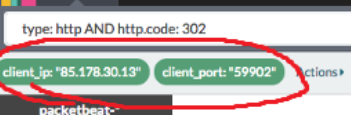 type: http AND http.code: 302
client_ip: "85.178.30.13" client_port: "59902" Actions
packetbeat-